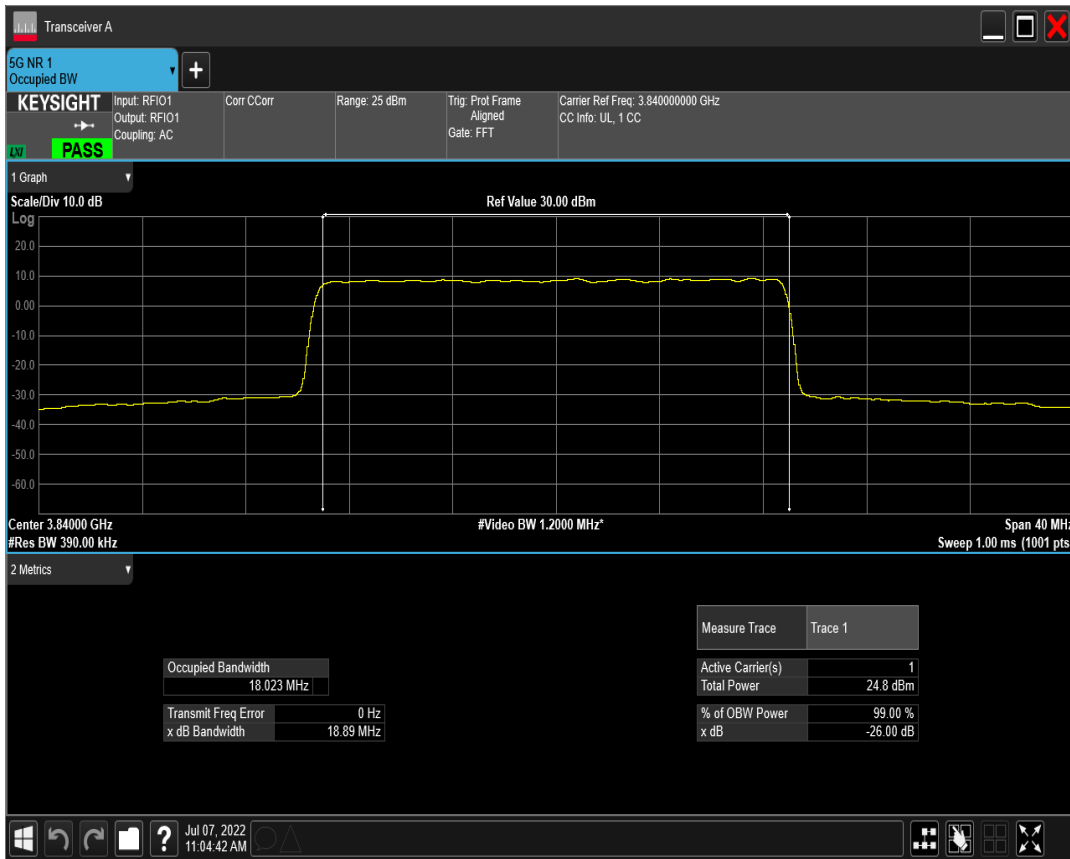 Transceiver A
5G NR 1
Occupied BW
KEYSIGHT
LXI
PASS
Input: RFIO1
Output: RFIO1
Coupling: AC
Corr CCorr
Range: 25 dBm
Trig: Prot Frame
Aligned
Gate: FFT
Carrier Ref Freq: 3.840000000 GHz
CC Info: UL, 1 CC
1 Graph
Scale/Div 10.0 dB
Ref Value 30.00 dBm
Log
20.0
10.0
0.00
-10.0
-20.0
-30.0
-40.0
-50.0
-60.0
Center 3.84000 GHz
#Video BW 1.2000 MHz*
Span 40 MHz
#Res BW 390.00 kHz
Sweep 1.00 ms (1001 pts
2 Metrics
Measure Trace Trace 1
Occupied Bandwidth
18.023 MHz
Active Carrier(s) 1
Total Power 24.8 dBm
Transmit Freq Error 0 Hz
x dB Bandwidth 18.89 MHz
% of OBW Power 99.00 %
x dB -26.00 dB
?
Jul 07, 2022
11:04:42 AM